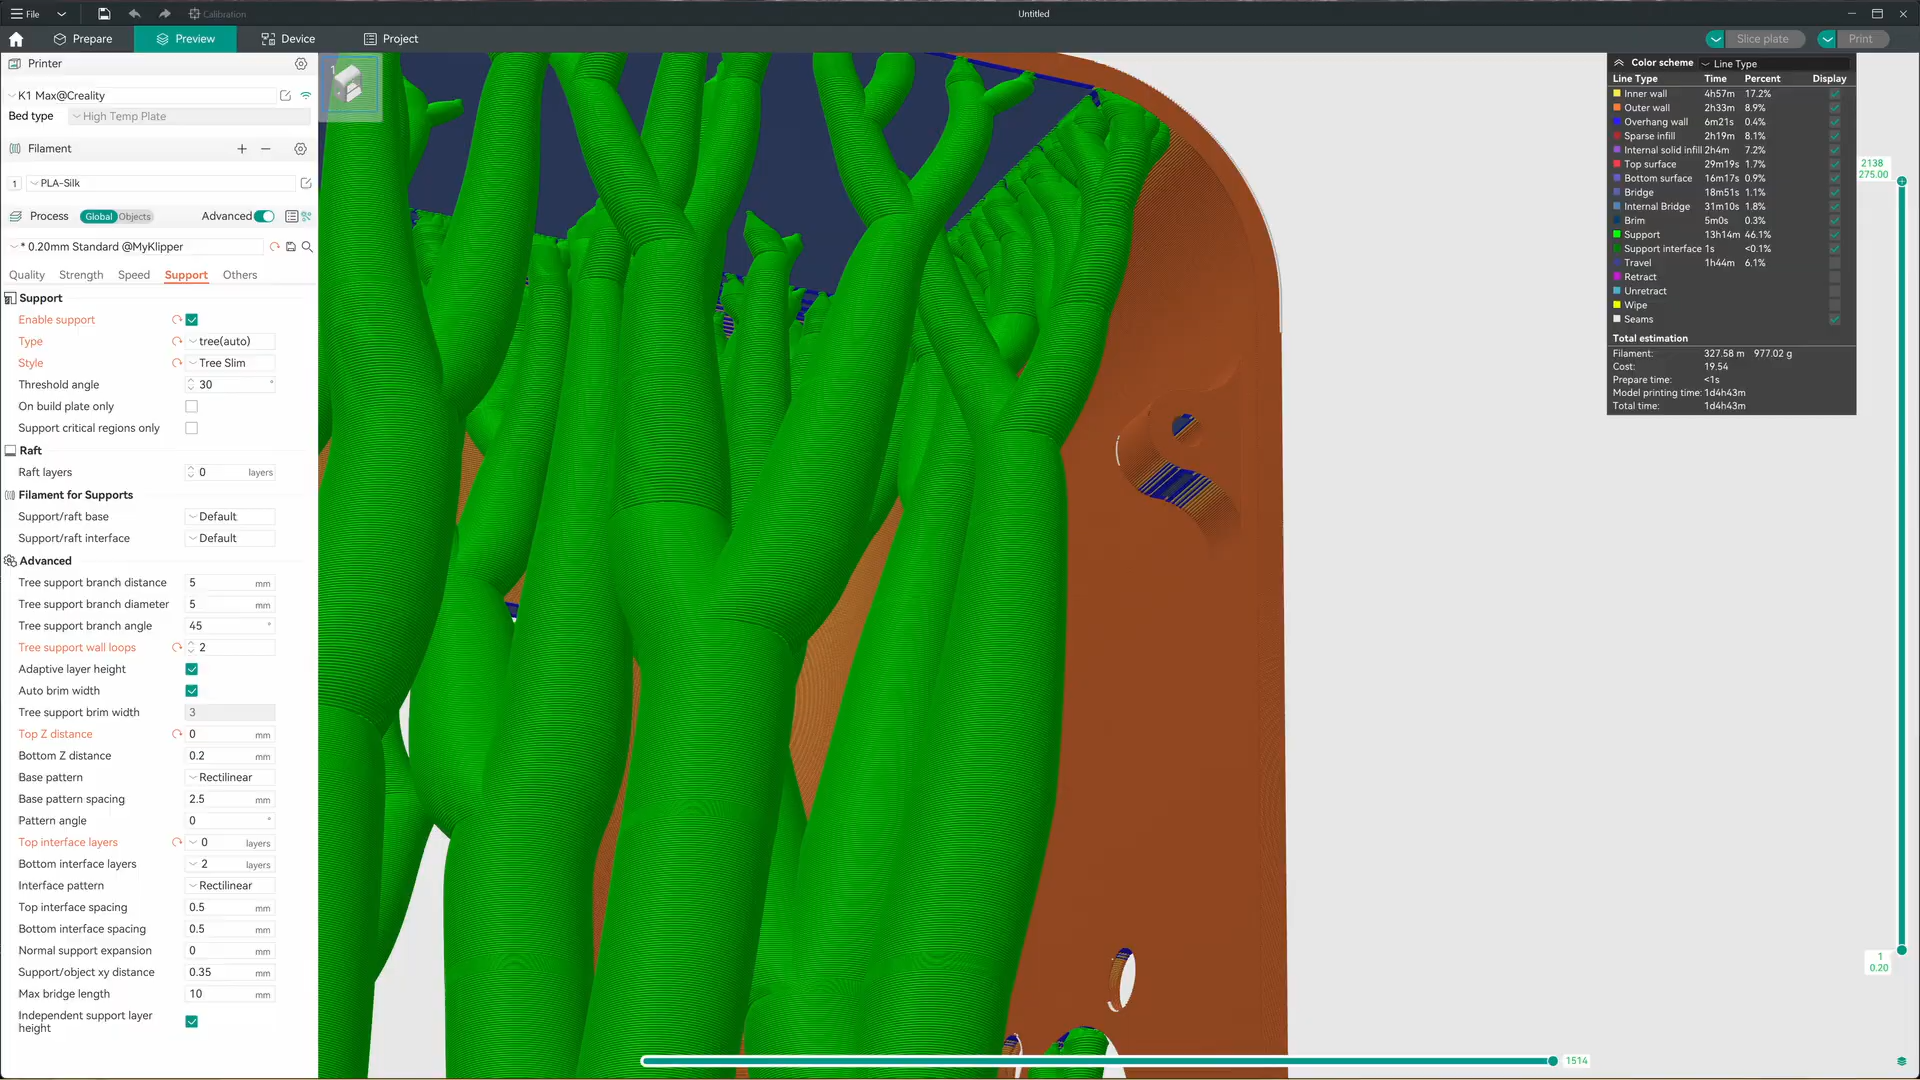 File
Calibration
Untitled
Prepare
Preview
Device
Project
Slice plate
Print
Printer
K1 Max@Creality
Bed type High Temp Plate
Filament
1 PLA-Silk
Process Global Objects Advanced
* 0.20mm Standard @MyKlipper
Quality Strength Speed Support Others
Support
Enable support
Type tree(auto)
Style Tree Slim
Threshold angle 30 °
On build plate only
Support critical regions only
Raft
Raft layers 0 layers
Filament for Supports
Support/raft base Default
Support/raft interface Default
Advanced
Tree support branch distance 5 mm
Tree support branch diameter 5 mm
Tree support branch angle 45 °
Tree support wall loops 2
Adaptive layer height
Auto brim width
Tree support brim width 3
Top Z distance 0 mm
Bottom Z distance 0.2 mm
Base pattern Rectilinear
Base pattern spacing 2.5 mm
Pattern angle 0 °
Top interface layers 0 layers
Bottom interface layers 2 layers
Interface pattern Rectilinear
Top interface spacing 0.5 mm
Bottom interface spacing 0.5 mm
Normal support expansion 0 mm
Support/object xy distance 0.35 mm
Max bridge length 10 mm
Independent support layer
height
1
Color scheme Line Type
Line Type Time Percent Display
Inner wall 4h57m 17.2%
Outer wall 2h33m 8.9%
Overhang wall 6m21s 0.4%
Sparse infill 2h19m 8.1%
Internal solid infill 2h4m 7.2%
Top surface 29m19s 1.7%
Bottom surface 16m17s 0.9%
Bridge 18m51s 1.1%
Internal Bridge 31m10s 1.8%
Brim 5m0s 0.3%
Support 13h14m 46.1%
Support interface 1s <0.1%
Travel 1h44m 6.1%
Retract
Unretract
Wipe
Seams
Total estimation
Filament: 327.58 m 977.02 g
Cost: 19.54
Prepare time: <1s
Model printing time: 1d4h43m
Total time: 1d4h43m
2138
275.00
1
0.20
1514